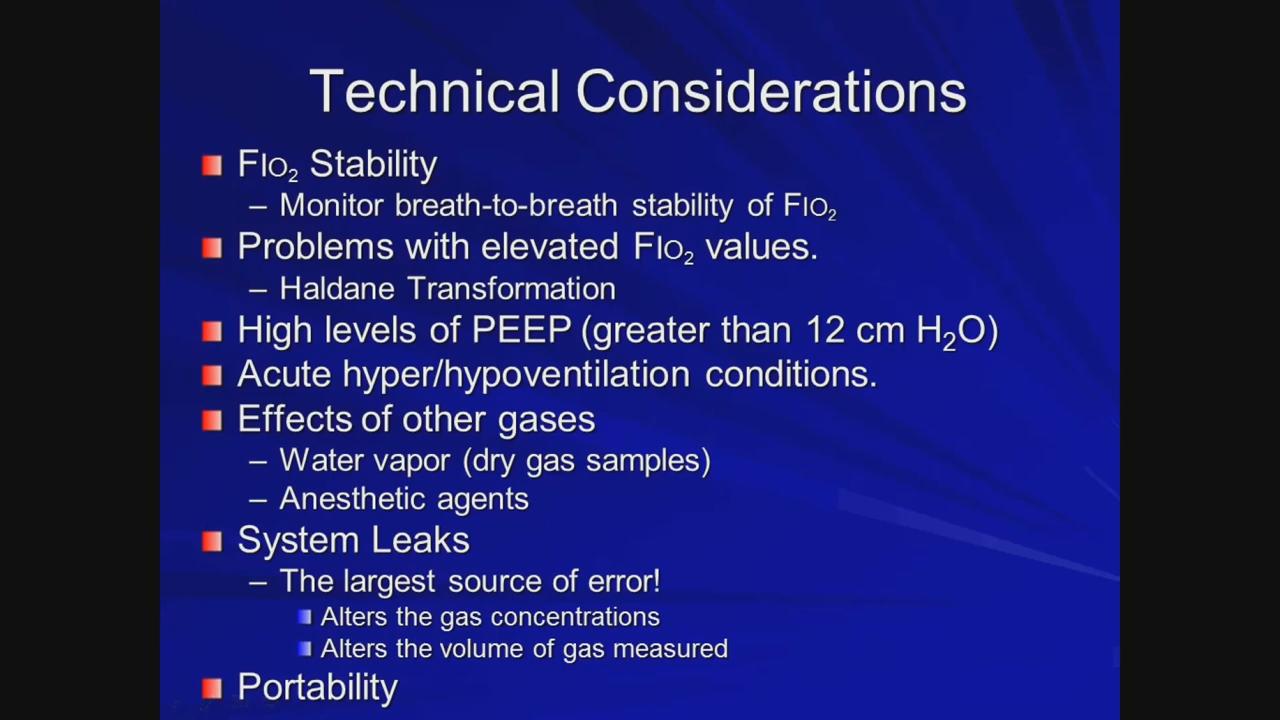 Technical Considerations
FIO2 Stability
– Monitor breath-to-breath stability of FIO2
Problems with elevated FIO2 values.
– Haldane Transformation
High levels of PEEP (greater than 12 cm H2O)
Acute hyper/hypoventilation conditions.
Effects of other gases
– Water vapor (dry gas samples)
– Anesthetic agents
System Leaks
– The largest source of error!
Alters the gas concentrations
Alters the volume of gas measured
Portability